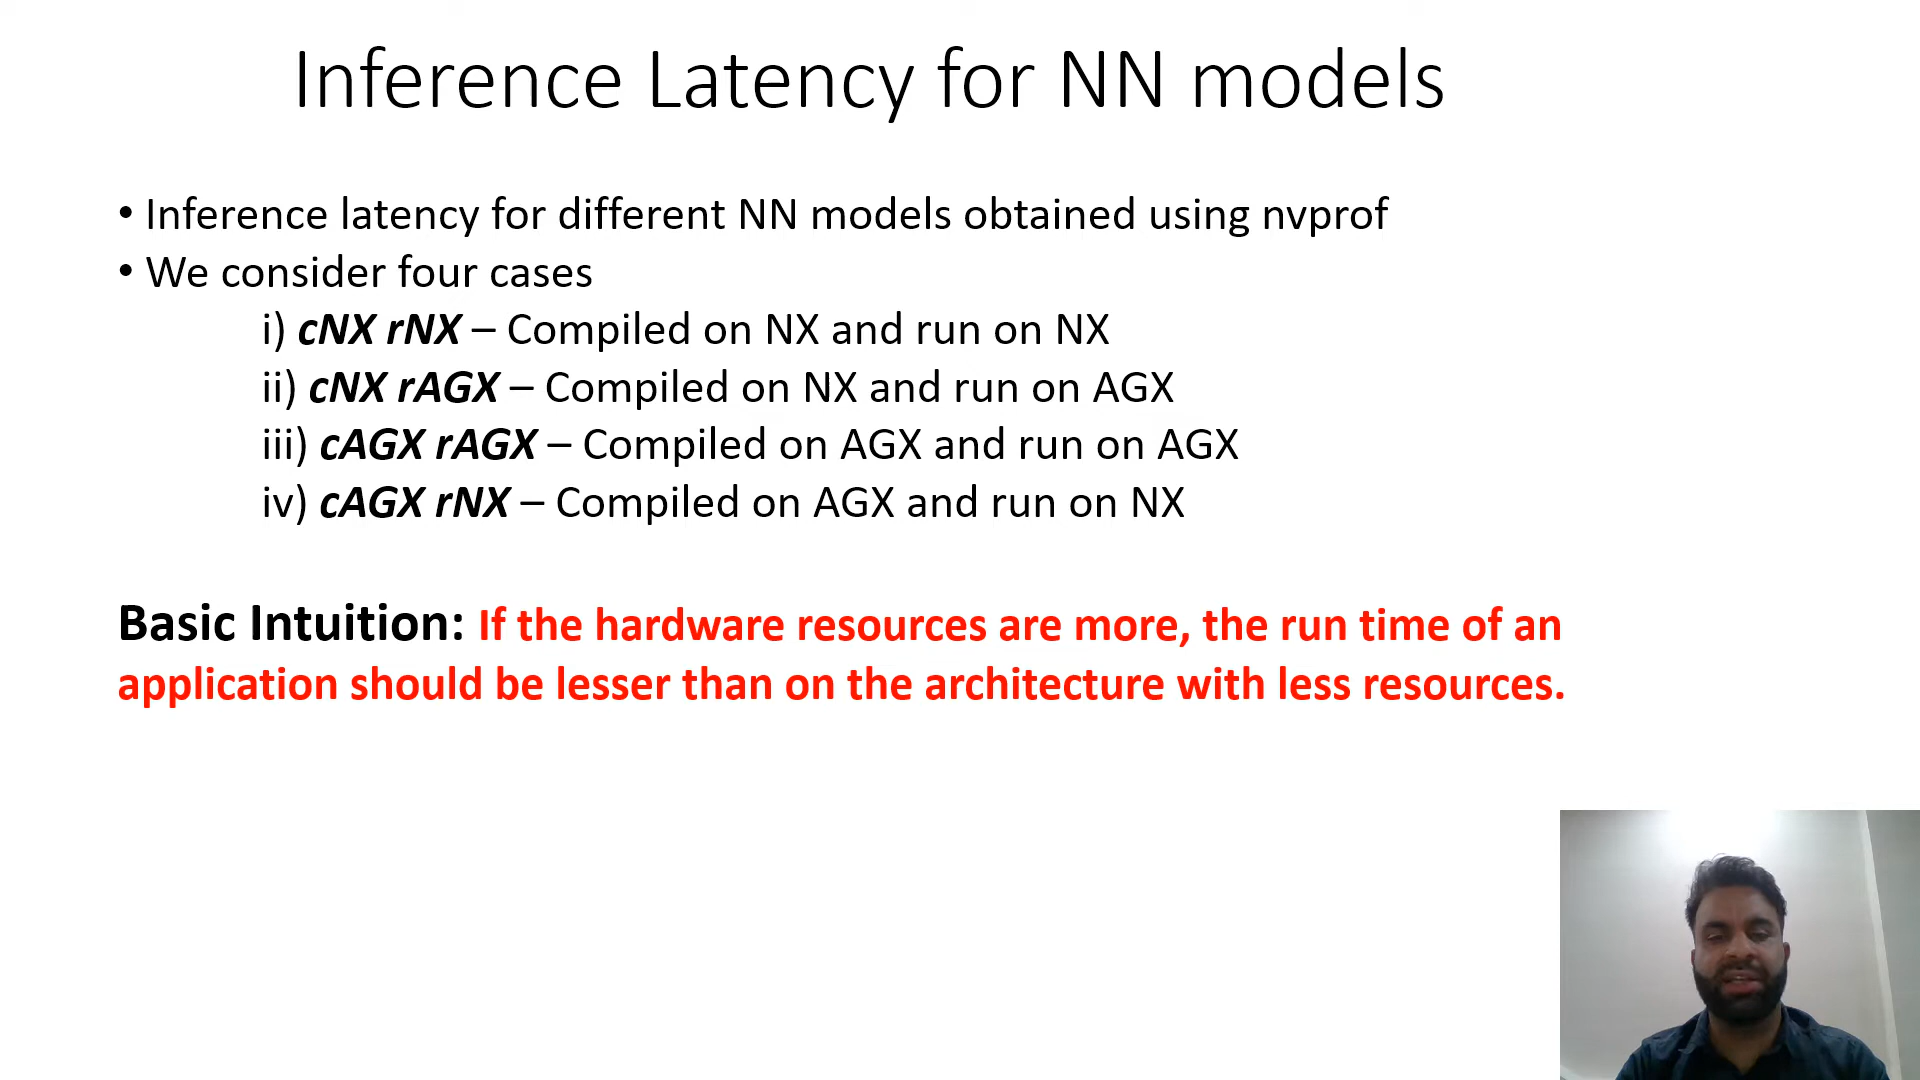 Inference Latency for NN models
• Inference latency for different NN models obtained using nvprof
• We consider four cases
i) cNX rNX – Compiled on NX and run on NX
ii) cNX rAGX – Compiled on NX and run on AGX
iii) cAGX rAGX – Compiled on AGX and run on AGX
iv) cAGX rNX – Compiled on AGX and run on NX
Basic Intuition: If the hardware resources are more, the run time of an
application should be lesser than on the architecture with less resources.